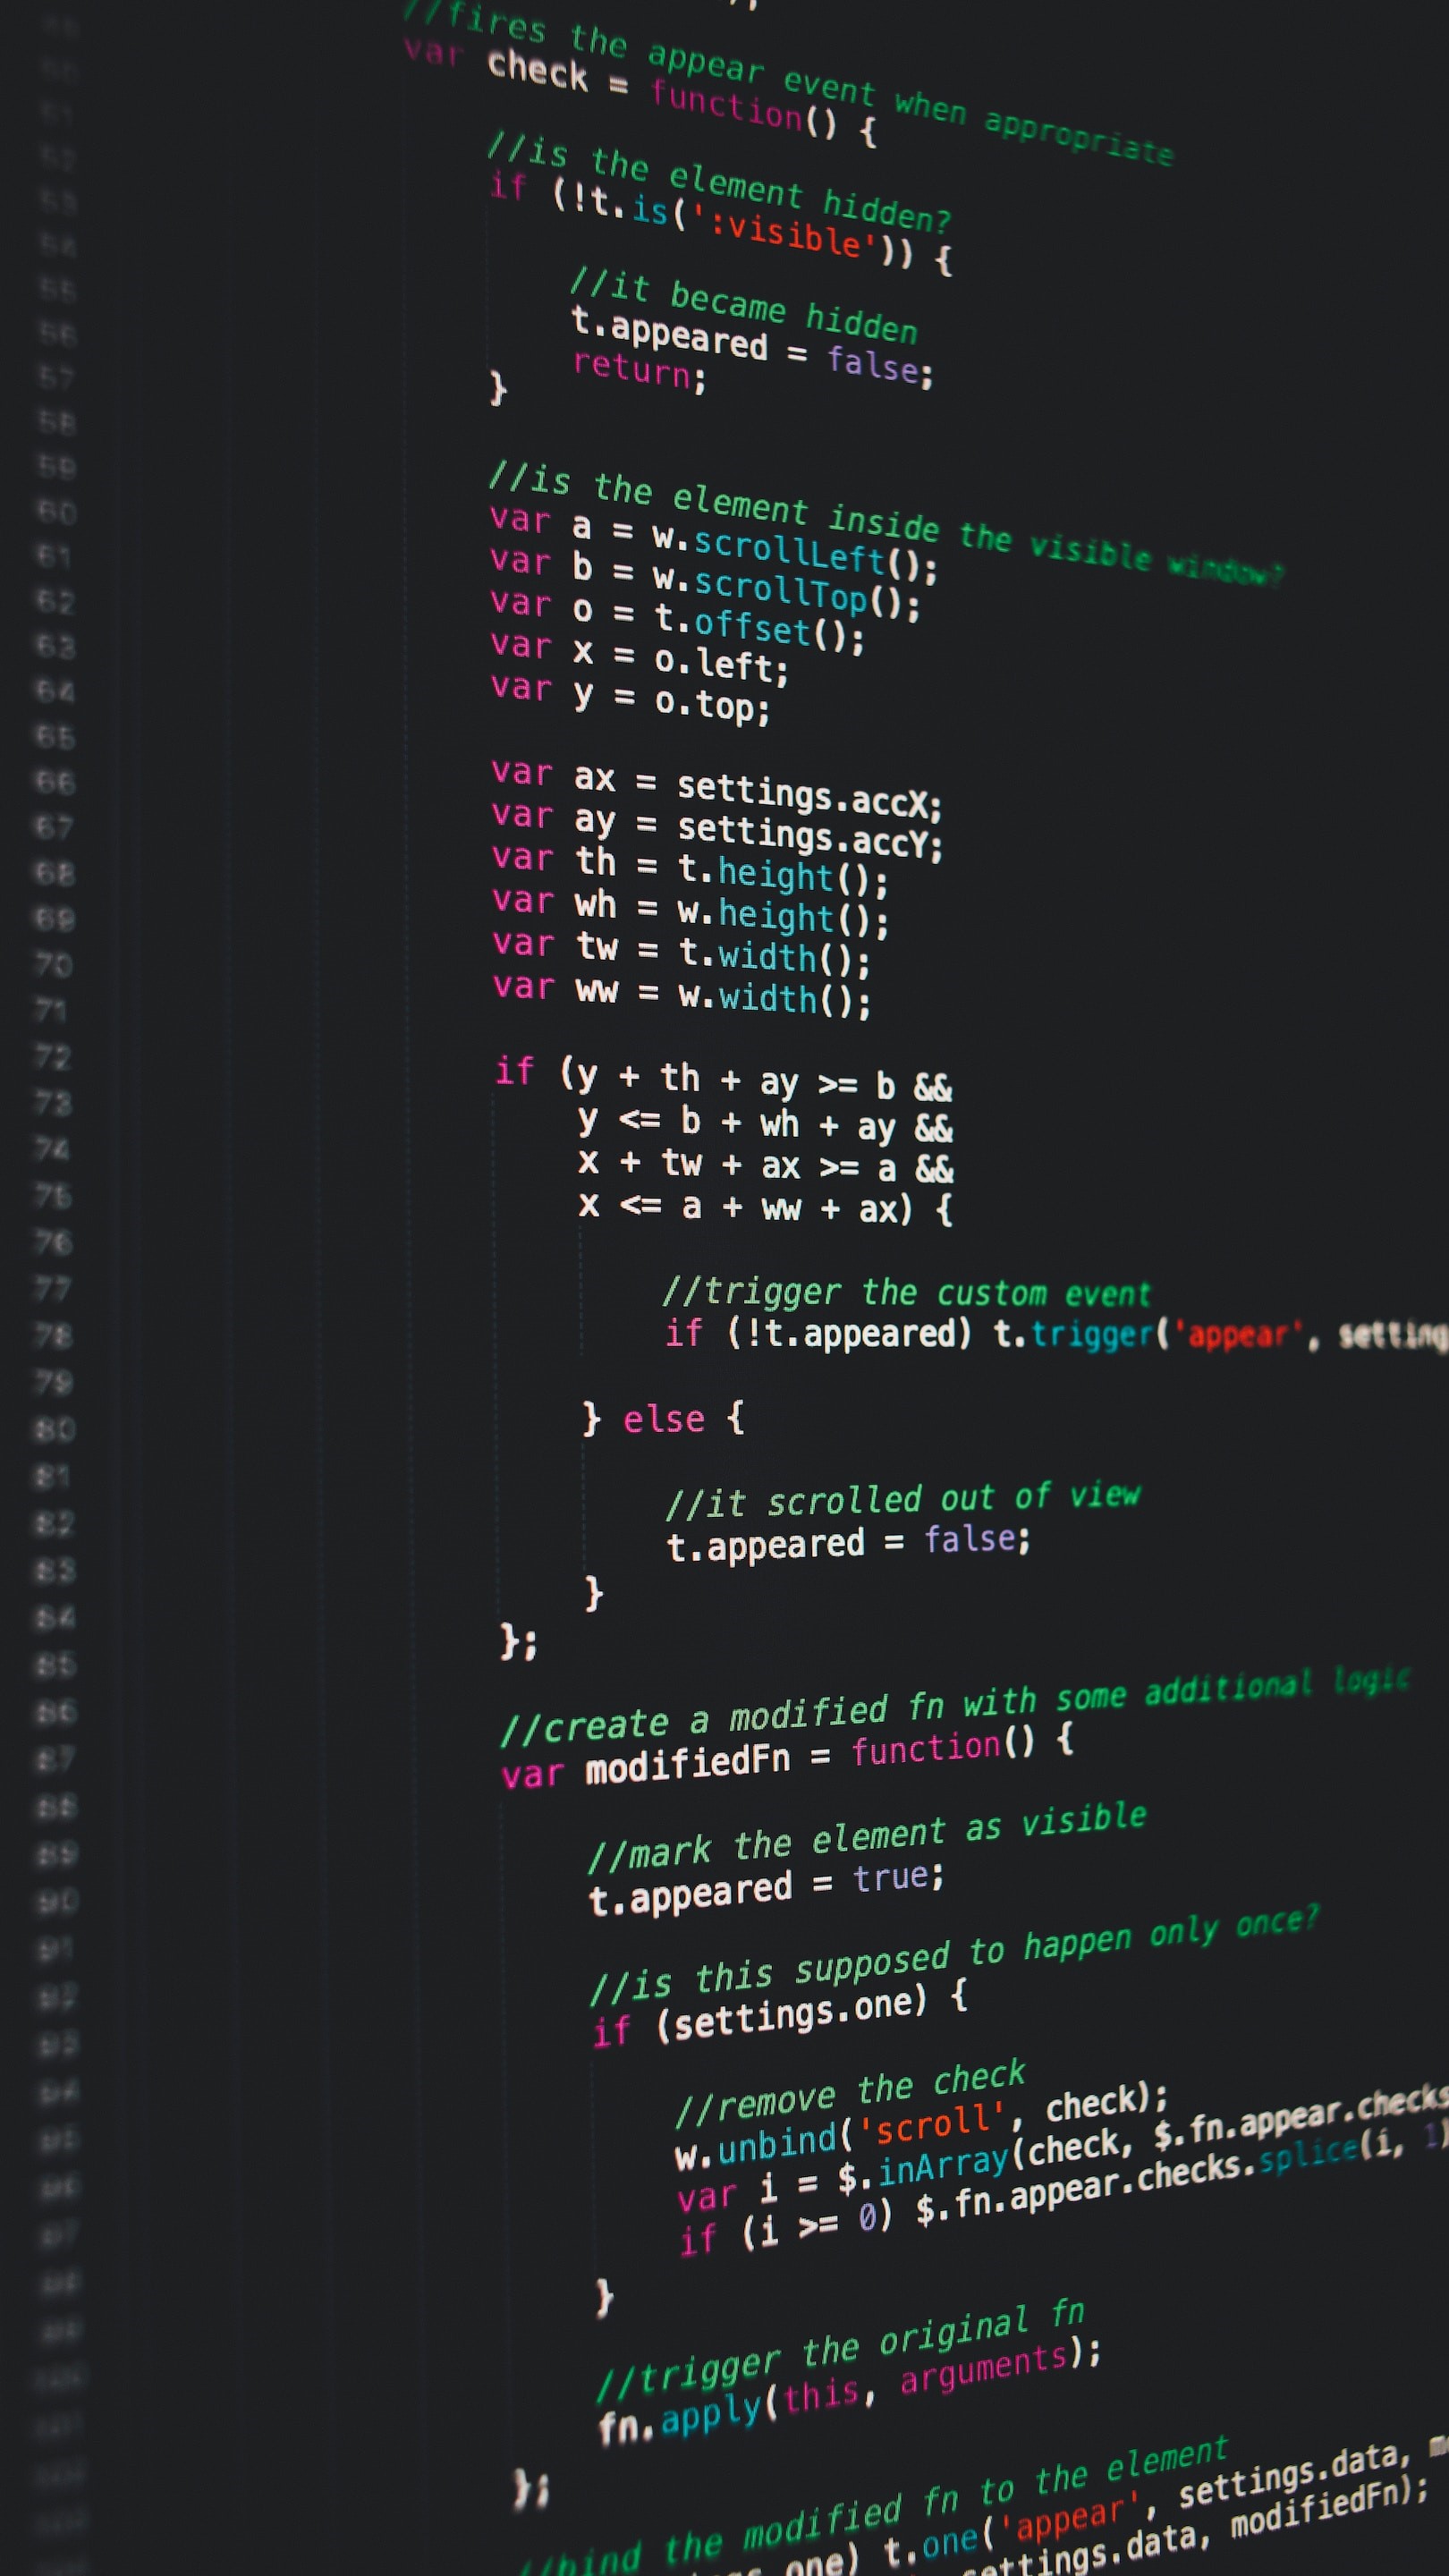 //fires the appear event when appropriate
var check = function() {
//is the element hidden?
if (!t.is(':visible')) {
//it became hidden
t.appeared = false;
return;
}
//is the element inside the visible window?
var a = w.scrollLeft();
var b = w.scrollTop();
var o = t.offset();
var x = o.left;
var y = o.top;
var ax = settings.accX;
var ay = settings.accY;
var th = t.height();
var wh = w.height();
var tw = t.width();
var ww = w.width();
if (y + th + ay >= b &&
y <= b + wh + ay &&
x + tw + ax >= a &&
x <= a + ww + ax) {
//trigger the custom event
if (!t.appeared) t.trigger('appear', setting
} else {
//it scrolled out of view
t.appeared = false;
}
};
//create a modified fn with some additional logic
var modifiedFn = function() {
//mark the element as visible
t.appeared = true;
//is this supposed to happen only once?
if (settings.one) {
//remove the check
w.unbind('scroll', check);
var i = $.inArray(check, $.fn.appear.checks
if (i >= 0) $.fn.appear.checks.splice(i, 1)
}
//trigger the original fn
fn.apply(this, arguments);
};
//bind the modified fn to the element
one) t.one('appear', settings.data,
settings.data, modifiedFn);